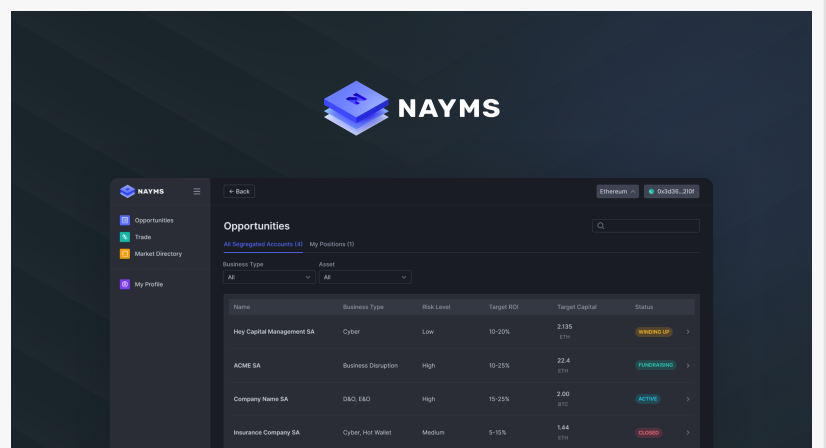 NAYMS
NAYMS
← Back
Ethereum
0x3d36...210f
Opportunities
Trade
Market Directory
My Profile
Opportunities
All Segregated Accounts (4) My Positions (1)
Business Type Asset
All All
Name Business Type Risk Level Target ROI Target Capital Status
Hey Capital Management SA Cyber Low 10-20% 2.135 ETH WINDING UP
ACME SA Business Disruption High 10-25% 22.4 ETH FUNDRAISING
Company Name SA D&O, E&O High 15-25% 2.00 BTC ACTIVE
Insurance Company SA Cyber, Hot Wallet Medium 5-15% 1.44 ETH CLOSED